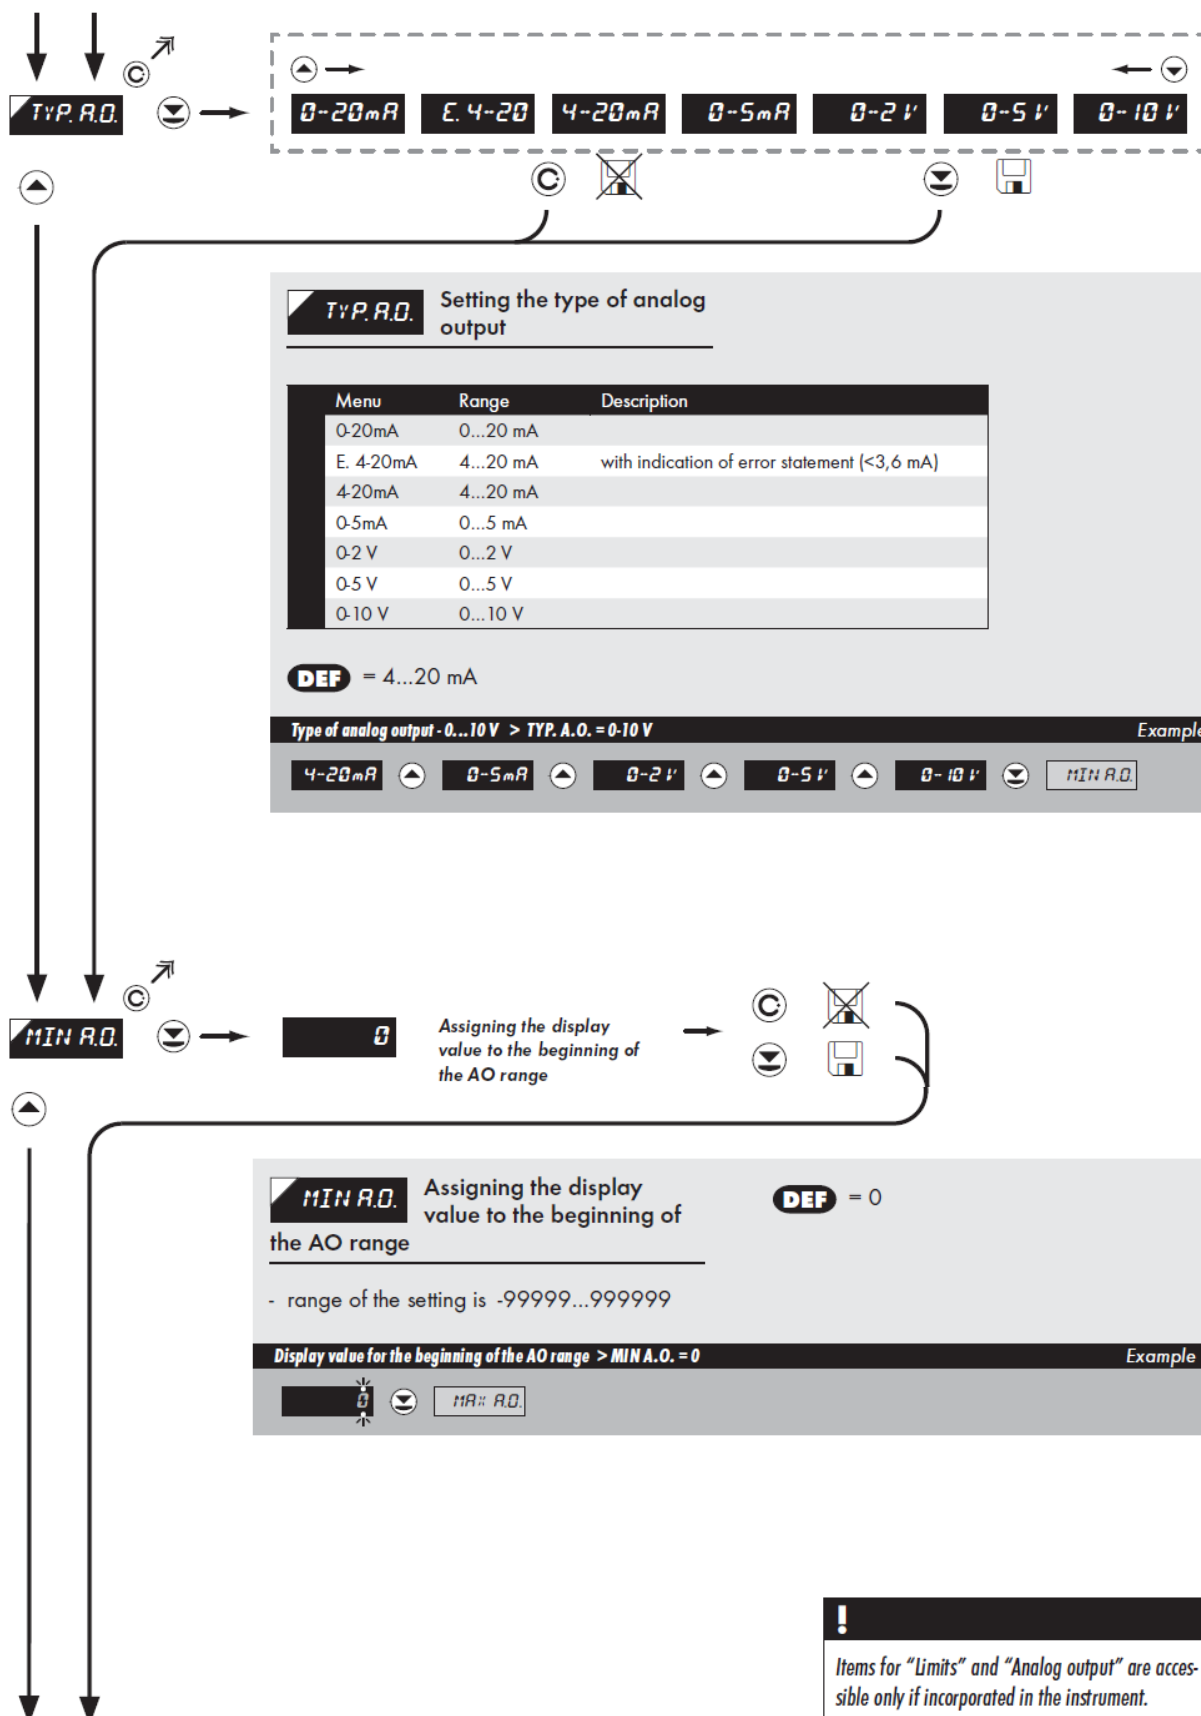 TYP. A.O.
0-20mA E. 4-20 4-20mA 0-5mA 0-2 V 0-5 V 0-10 V
TYP. A.O. Setting the type of analog
output
Menu Range Description
0-20mA 0...20 mA
E. 4-20mA 4...20 mA with indication of error statement (<3,6 mA)
4-20mA 4...20 mA
0-5mA 0...5 mA
0-2 V 0...2 V
0-5 V 0...5 V
0-10 V 0...10 V
DEF = 4...20 mA
Type of analog output - 0...10 V > TYP. A.O. = 0-10 V Example
4-20mA 0-5mA 0-2 V 0-5 V 0-10 V MIN A.O.
MIN A.O.
0
Assigning the display
value to the beginning of
the AO range
MIN A.O. Assigning the display
value to the beginning of
the AO range
DEF = 0
- range of the setting is -99999...999999
Display value for the beginning of the AO range > MIN A.O. = 0 Example
0 MAX A.O.
!
Items for “Limits” and “Analog output” are acces-
sible only if incorporated in the instrument.